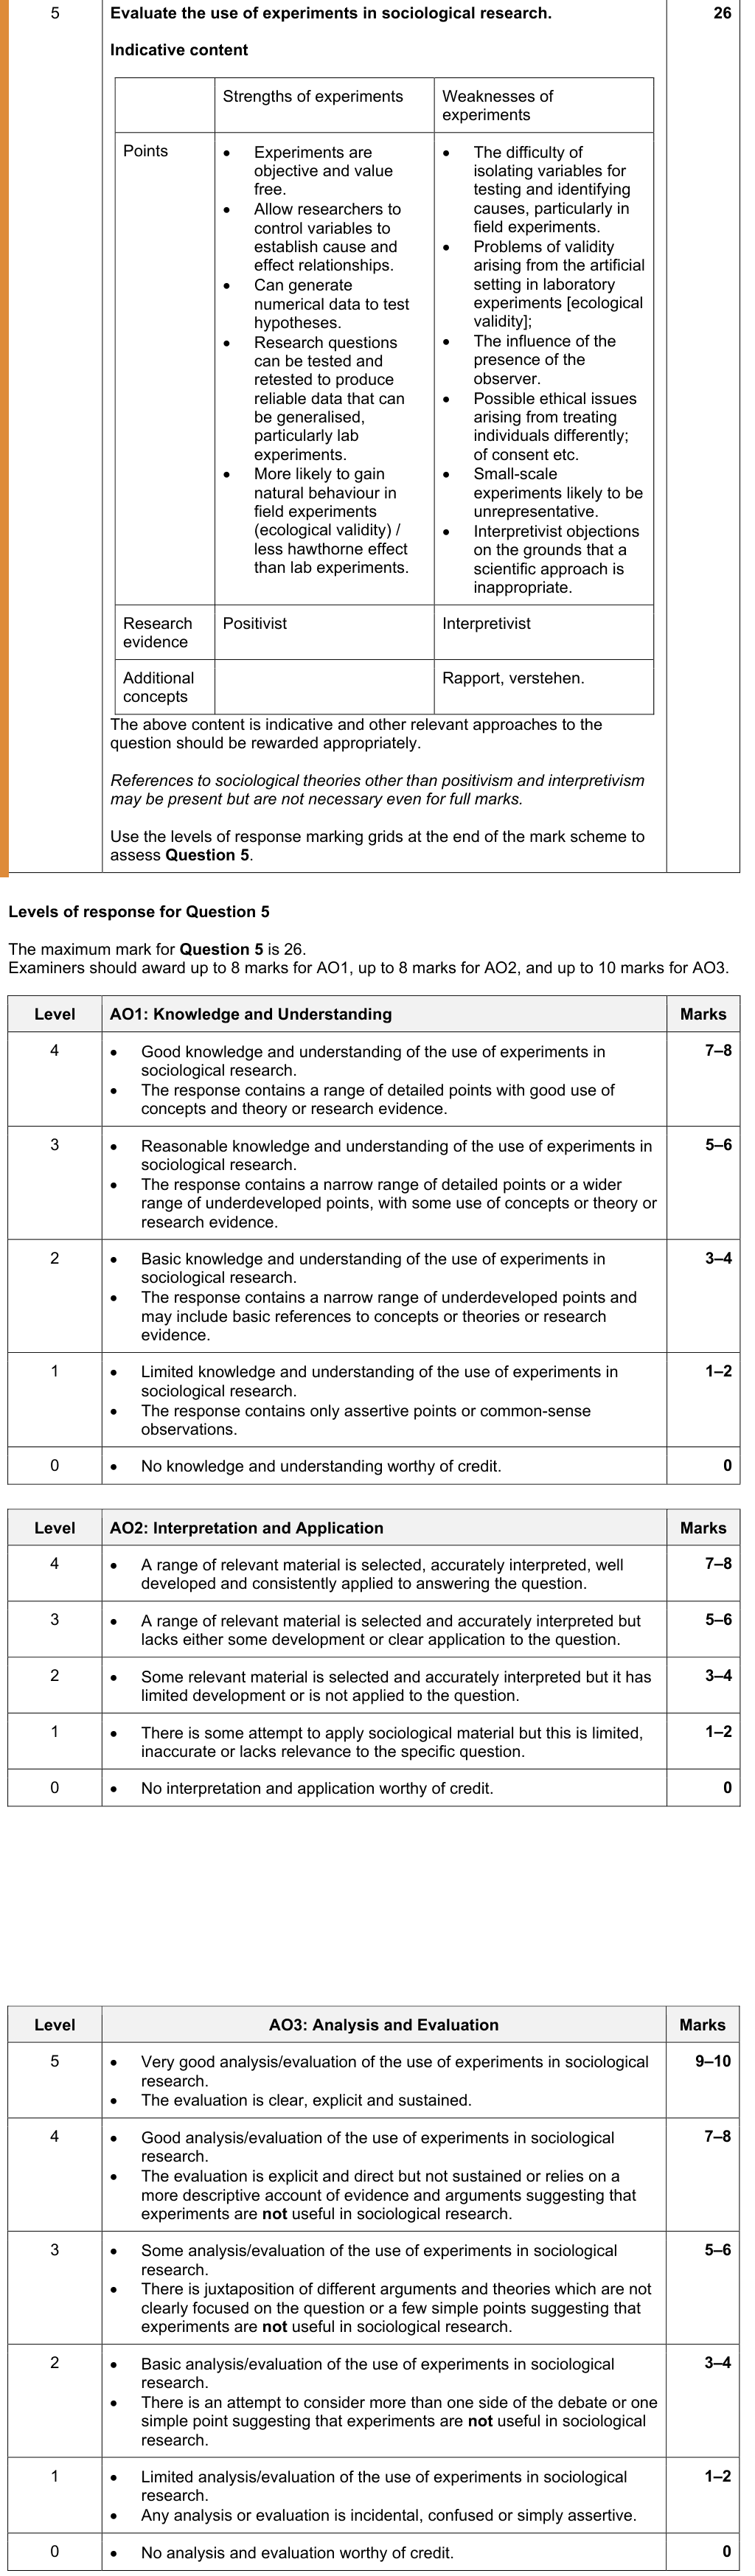 5 Evaluate the use of experiments in sociological research. 26
Indicative content
Strengths of experiments
Weaknesses of
experiments
Points
• Experiments are
objective and value
free.
• Allow researchers to
control variables to
establish cause and
effect relationships.
• Can generate
numerical data to test
hypotheses.
• Research questions
can be tested and
retested to produce
reliable data that can
be generalised,
particularly lab
experiments.
• More likely to gain
natural behaviour in
field experiments
(ecological validity) /
less hawthorne effect
than lab experiments.
• The difficulty of
isolating variables for
testing and identifying
causes, particularly in
field experiments.
• Problems of validity
arising from the artificial
setting in laboratory
experiments [ecological
validity];
• The influence of the
presence of the
observer.
• Possible ethical issues
arising from treating
individuals differently;
of consent etc.
• Small-scale
experiments likely to be
unrepresentative.
• Interpretivist objections
on the grounds that a
scientific approach is
inappropriate.
Research
evidence
Positivist
Interpretivist
Additional
concepts
Rapport, verstehen.
The above content is indicative and other relevant approaches to the
question should be rewarded appropriately.
References to sociological theories other than positivism and interpretivism
may be present but are not necessary even for full marks.
Use the levels of response marking grids at the end of the mark scheme to
assess Question 5.
Levels of response for Question 5
The maximum mark for Question 5 is 26.
Examiners should award up to 8 marks for AO1, up to 8 marks for AO2, and up to 10 marks for AO3.
Level AO1: Knowledge and Understanding Marks
4 • Good knowledge and understanding of the use of experiments in 7–8
sociological research.
• The response contains a range of detailed points with good use of
concepts and theory or research evidence.
3 • Reasonable knowledge and understanding of the use of experiments in 5–6
sociological research.
• The response contains a narrow range of detailed points or a wider
range of underdeveloped points, with some use of concepts or theory or
research evidence.
2 • Basic knowledge and understanding of the use of experiments in 3–4
sociological research.
• The response contains a narrow range of underdeveloped points and
may include basic references to concepts or theories or research
evidence.
1 • Limited knowledge and understanding of the use of experiments in 1–2
sociological research.
• The response contains only assertive points or common-sense
observations.
0 • No knowledge and understanding worthy of credit. 0
Level AO2: Interpretation and Application Marks
4 • A range of relevant material is selected, accurately interpreted, well 7–8
developed and consistently applied to answering the question.
3 • A range of relevant material is selected and accurately interpreted but 5–6
lacks either some development or clear application to the question.
2 • Some relevant material is selected and accurately interpreted but it has 3–4
limited development or is not applied to the question.
1 • There is some attempt to apply sociological material but this is limited, 1–2
inaccurate or lacks relevance to the specific question.
0 • No interpretation and application worthy of credit. 0
Level AO3: Analysis and Evaluation Marks
5 • Very good analysis/evaluation of the use of experiments in sociological 9–10
research.
• The evaluation is clear, explicit and sustained.
4 • Good analysis/evaluation of the use of experiments in sociological 7–8
research.
• The evaluation is explicit and direct but not sustained or relies on a
more descriptive account of evidence and arguments suggesting that
experiments are not useful in sociological research.
3 • Some analysis/evaluation of the use of experiments in sociological 5–6
research.
• There is juxtaposition of different arguments and theories which are not
clearly focused on the question or a few simple points suggesting that
experiments are not useful in sociological research.
2 • Basic analysis/evaluation of the use of experiments in sociological 3–4
research.
• There is an attempt to consider more than one side of the debate or one
simple point suggesting that experiments are not useful in sociological
research.
1 • Limited analysis/evaluation of the use of experiments in sociological 1–2
research.
• Any analysis or evaluation is incidental, confused or simply assertive.
0 • No analysis and evaluation worthy of credit. 0